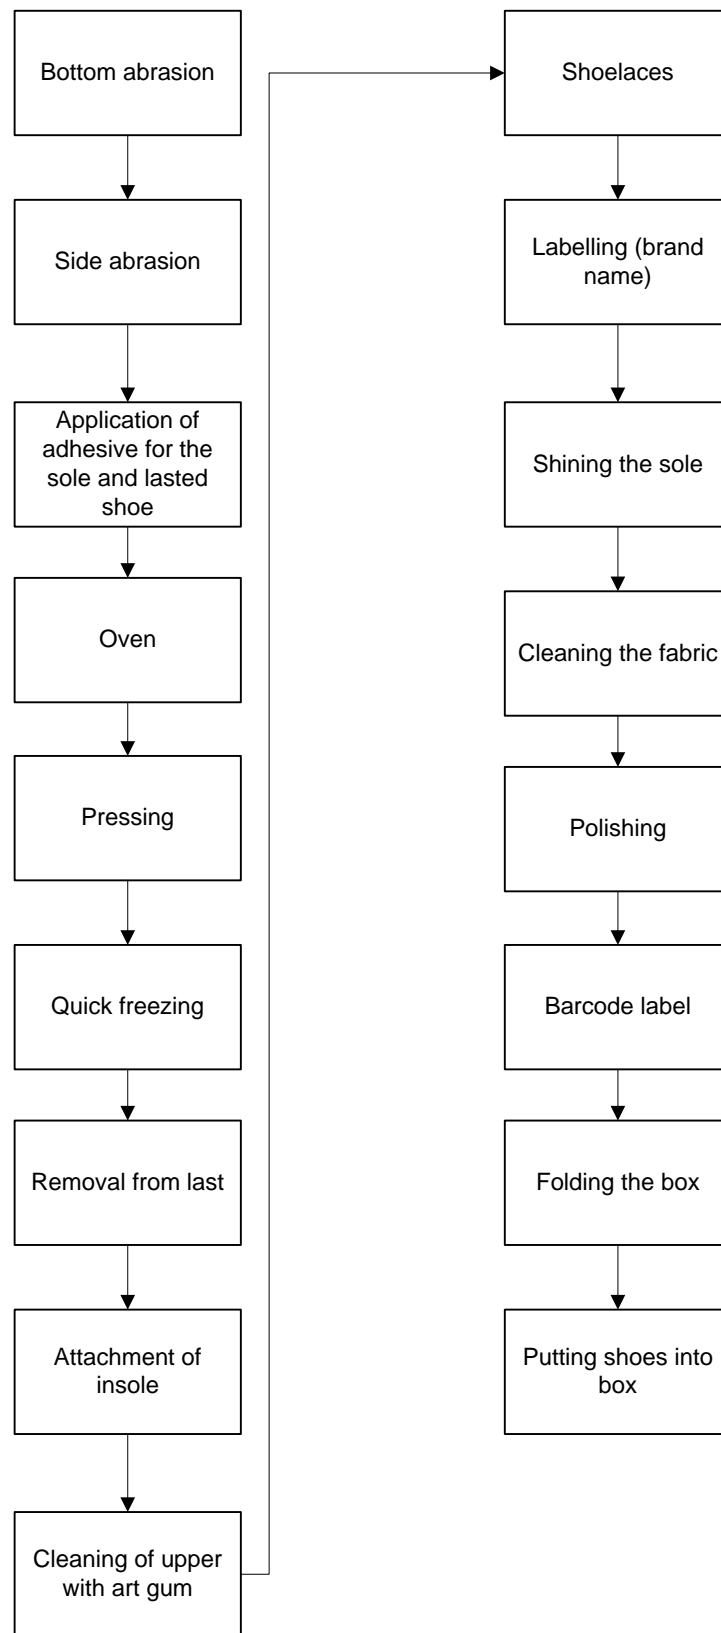 Bottom abrasion
Side abrasion
Application of
adhesive for the
sole and lasted
shoe
Oven
Pressing
Quick freezing
Removal from last
Attachment of
insole
Cleaning of upper
with art gum
Shoelaces
Labelling (brand
name)
Shining the sole
Cleaning the fabric
Polishing
Barcode label
Folding the box
Putting shoes into
box